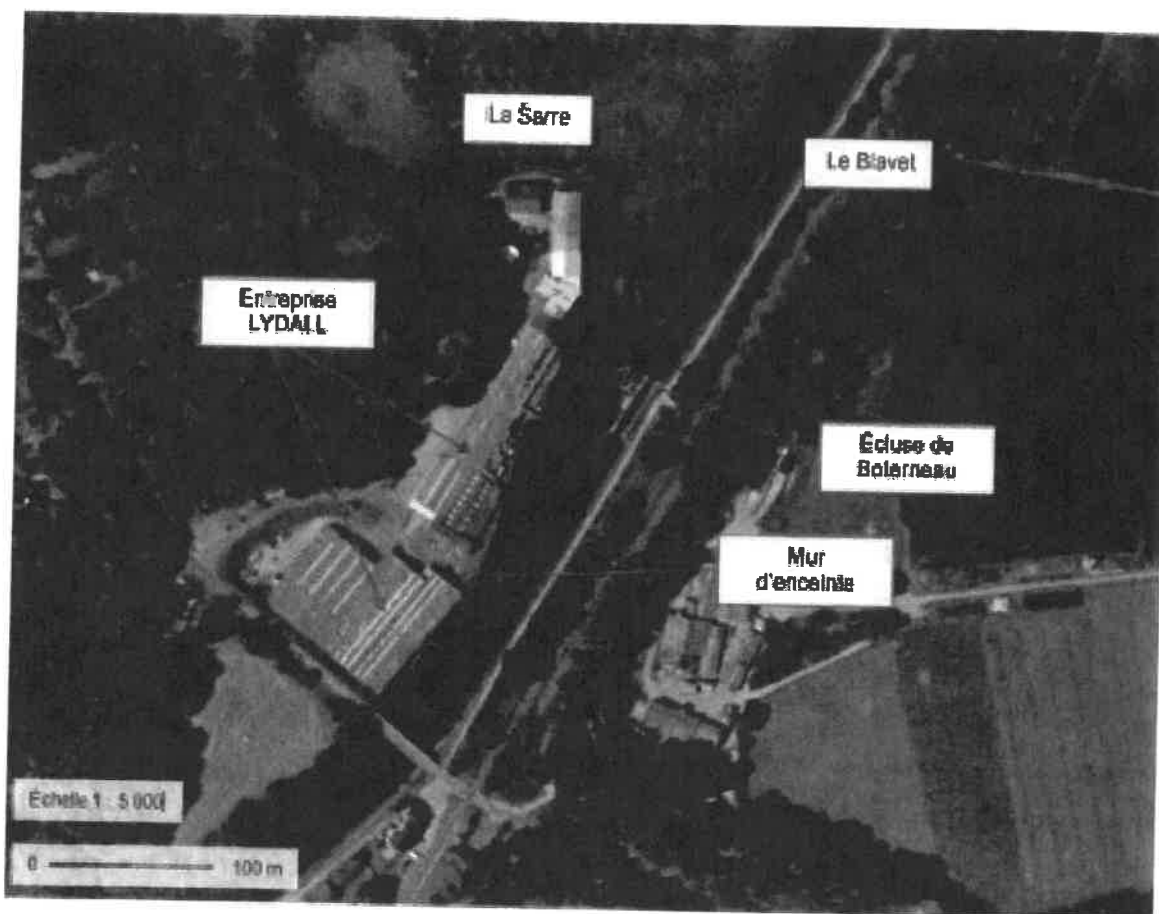 La Sarre
Le Blavet
Entreprise
LYDALL
Écluse de
Boterneau
Mur
d'enceinte
Échelle 1 : 5 000
0
100 m